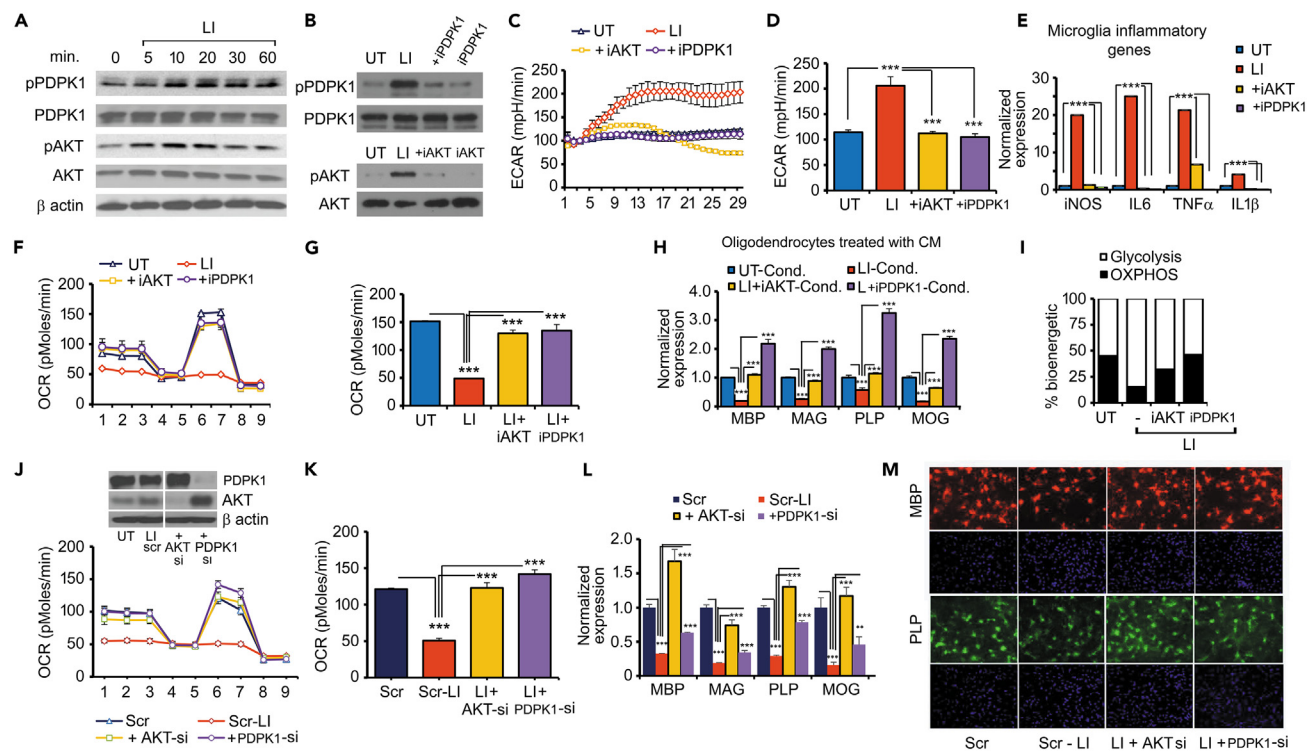 A
LI
min. 0 5 10 20 30 60
pPDPK1
PDPK1
pAKT
AKT
β actin
B
UT LI +iPDPK1 iPDPK1
pPDPK1
PDPK1
UT LI +iAKT iAKT
pAKT
AKT
C
UT LI
+iAKT +iPDPK1
ECAR (mpH/min)
200
150
100
50
0
1 5 9 13 17 21 25 29
D
ECAR (mpH/min)
250
200
150
100
50
0
***
*** ***
UT LI +iAKT +iPDPK1
E
Microglia inflammatory
genes
UT
LI
+iAKT
+iPDPK1
Normalized
expression
30
20
10
0
*** *** *** ***
iNOS IL6 TNFα IL1β
F
UT LI
+iAKT +iPDPK1
OCR (pMoles/min)
200
150
100
50
0
1 2 3 4 5 6 7 8 9
G
OCR (pMoles/min)
200
150
100
50
0
*** *** ***
UT LI LI+ LI+
iAKT iPDPK1
H
Oligodendrocytes treated with CM
UT-Cond. LI-Cond.
LI+iAKT-Cond. L+iPDPK1-Cond.
Normalized
expression
4.0
3.0
2.0
1.0
0
*** *** *** ***
*** *** *** ***
*** *** *** ***
MBP MAG PLP MOG
I
Glycolysis
OXPHOS
% bioenergetic
100
75
50
25
0
UT - iAKT iPDPK1
LI
J
PDPK1
AKT
β actin
UT LI + +
scr AKT PDPK1
si si
OCR (pMoles/min)
200
150
100
50
0
1 2 3 4 5 6 7 8 9
Scr Scr-LI
+ AKT-si +PDPK1-si
K
OCR (pMoles/min)
200
150
100
50
0
*** *** ***
Scr Scr-LI LI+ LI+
AKT-si PDPK1-si
L
Scr Scr-LI
+ AKT-si +PDPK1-si
Normalized
expression
2.0
1.5
1.0
0.5
0
*** *** *** ***
*** *** *** **
*** *** *** ***
MBP MAG PLP MOG
M
MBP
PLP
Scr Scr - LI LI + AKT si LI +PDPK1-si